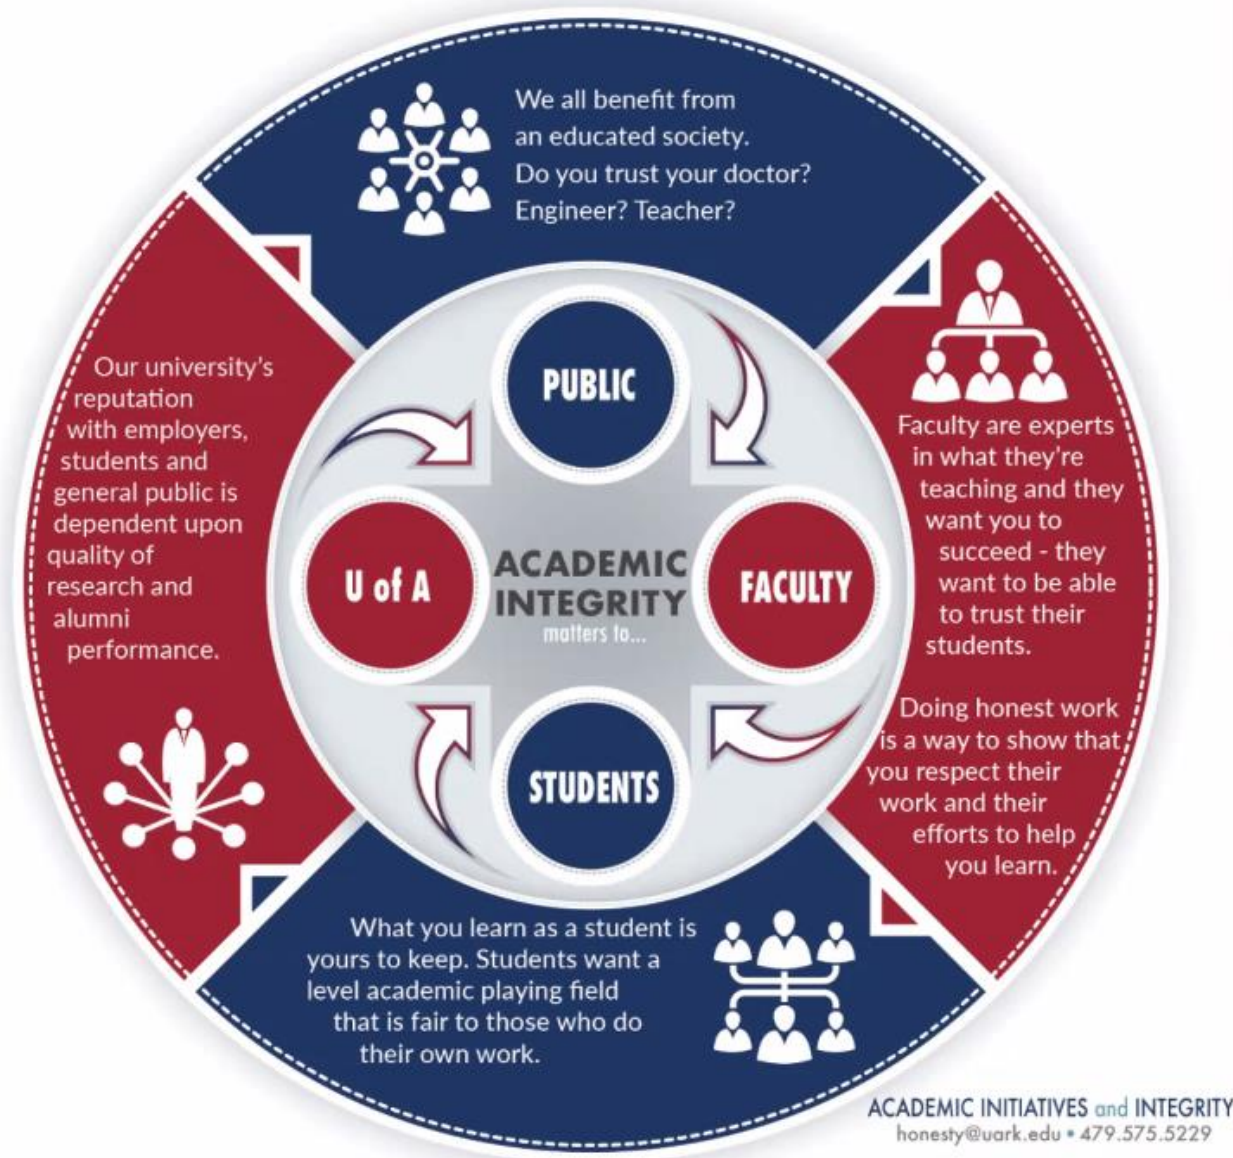 We all benefit from
an educated society.
Do you trust your doctor?
Engineer? Teacher?
PUBLIC
Our university's
reputation
with employers,
students and
general public is
dependent upon
quality of
research and
alumni
performance.
U of A
ACADEMIC
INTEGRITY
matters to...
FACULTY
Faculty are experts
in what they're
teaching and they
want you to
succeed - they
want to be able
to trust their
students.
Doing honest work
is a way to show that
you respect their
work and their
efforts to help
you learn.
STUDENTS
What you learn as a student is
yours to keep. Students want a
level academic playing field
that is fair to those who do
their own work.
ACADEMIC INITIATIVES and INTEGRITY
honesty@uark.edu • 479.575.5229